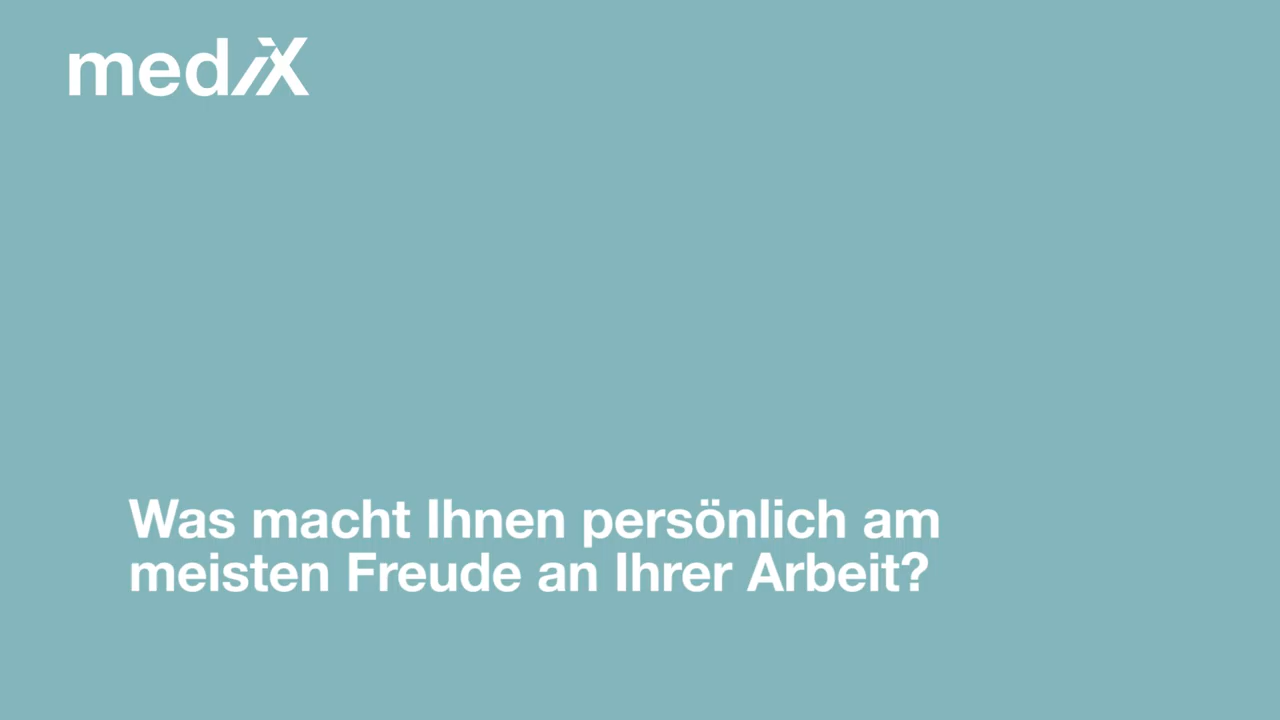 mediX
Was macht Ihnen persönlich am
meisten Freude an Ihrer Arbeit?